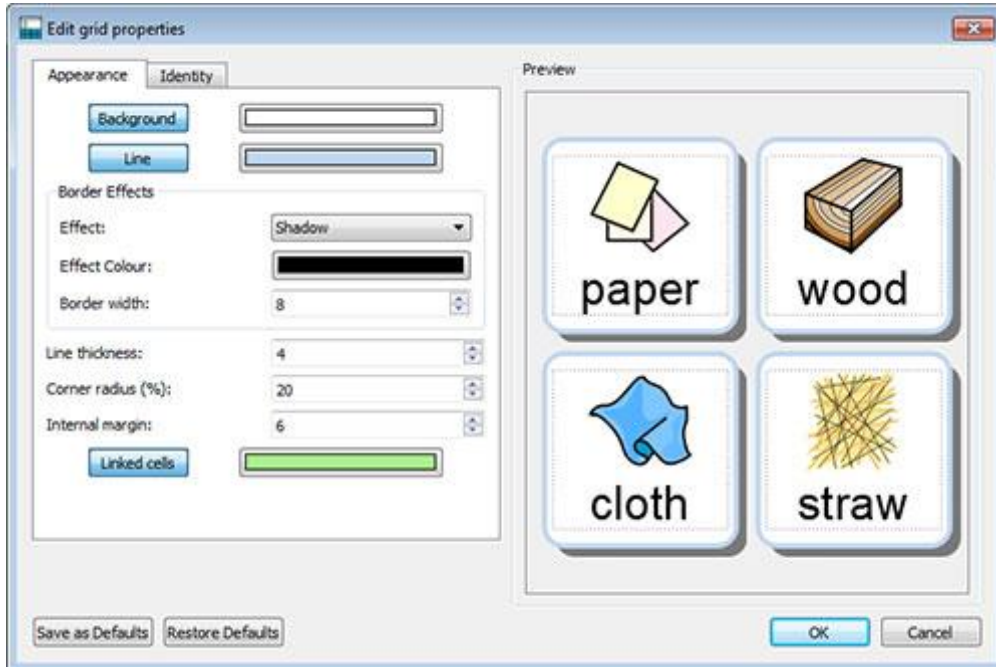 Edit grid properties
Appearance Identity
Background
Line
Border Effects
Effect: Shadow
Effect Colour:
Border width: 8
Line thickness: 4
Corner radius (%): 20
Internal margin: 6
Linked cells
Preview
paper wood
cloth straw
Save as Defaults Restore Defaults OK Cancel